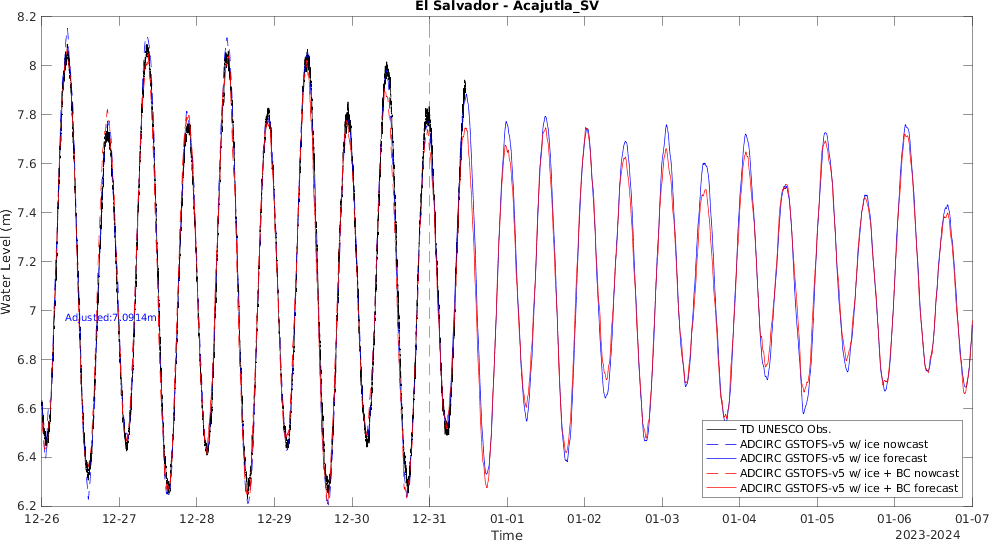 El Salvador - Acajutla_SV
8.2
8
7.8
7.6
7.4
7.2
7
6.8
6.6
6.4
6.2
Water Level (m)
Adjusted:7.0914m
TD UNESCO Obs.
ADCIRC GSTOFS-v5 w/ ice nowcast
ADCIRC GSTOFS-v5 w/ ice forecast
ADCIRC GSTOFS-v5 w/ ice + BC nowcast
ADCIRC GSTOFS-v5 w/ ice + BC forecast
12-26 12-27 12-28 12-29 12-30 12-31 01-01 01-02 01-03 01-04 01-05 01-06 01-07
Time
2023-2024